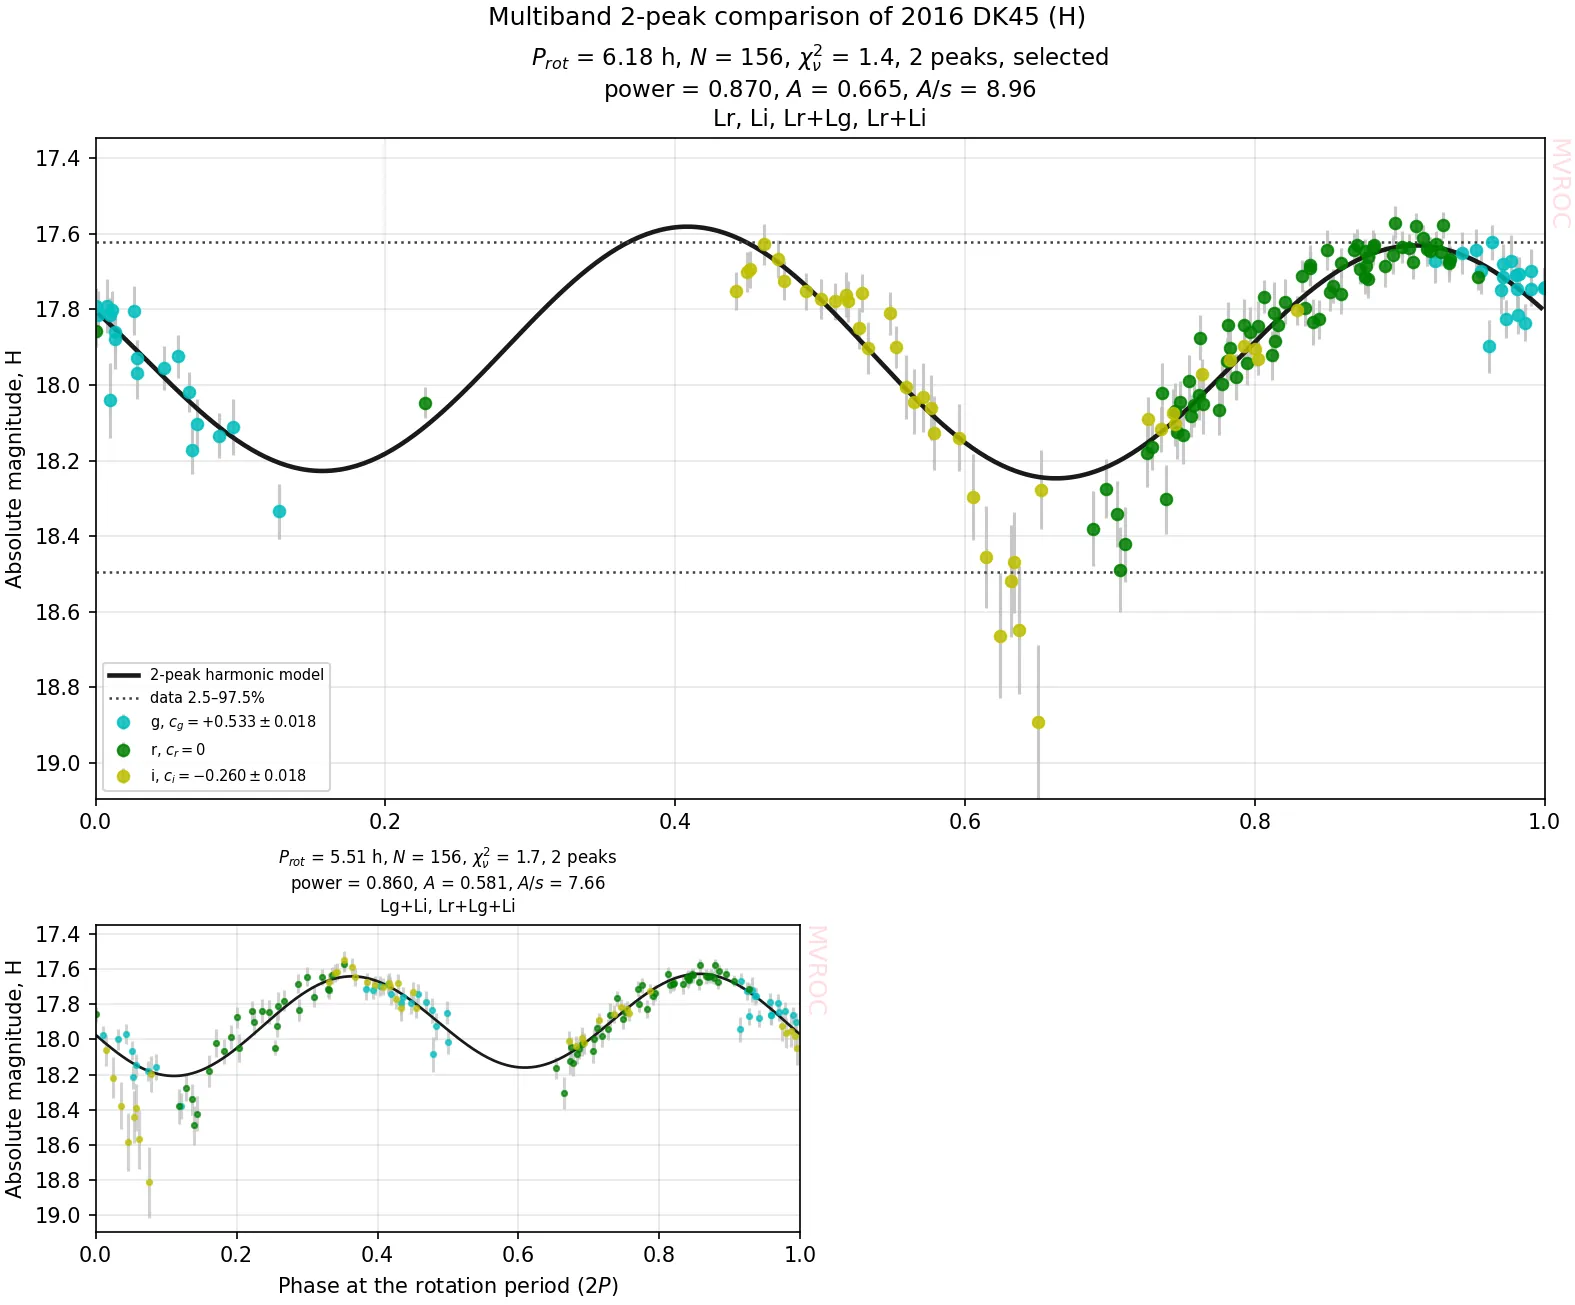 Multiband 2-peak comparison of 2016 DK45 (H)
P_rot = 6.18 h, N = 156, χ²_ν = 1.4, 2 peaks, selected
power = 0.870, A = 0.665, A/s = 8.96
Lr, Li, Lr+Lg, Lr+Li
MVROC
Absolute magnitude, H
17.4
17.6
17.8
18.0
18.2
18.4
18.6
18.8
19.0
2-peak harmonic model
data 2.5–97.5%
g, c_g = +0.533 ± 0.018
r, c_r = 0
i, c_i = −0.260 ± 0.018
0.0 0.2 0.4 0.6 0.8 1.0
P_rot = 5.51 h, N = 156, χ²_ν = 1.7, 2 peaks
power = 0.860, A = 0.581, A/s = 7.66
Lg+Li, Lr+Lg+Li
MVROC
Absolute magnitude, H
17.4
17.6
17.8
18.0
18.2
18.4
18.6
18.8
19.0
0.0 0.2 0.4 0.6 0.8 1.0
Phase at the rotation period (2P)